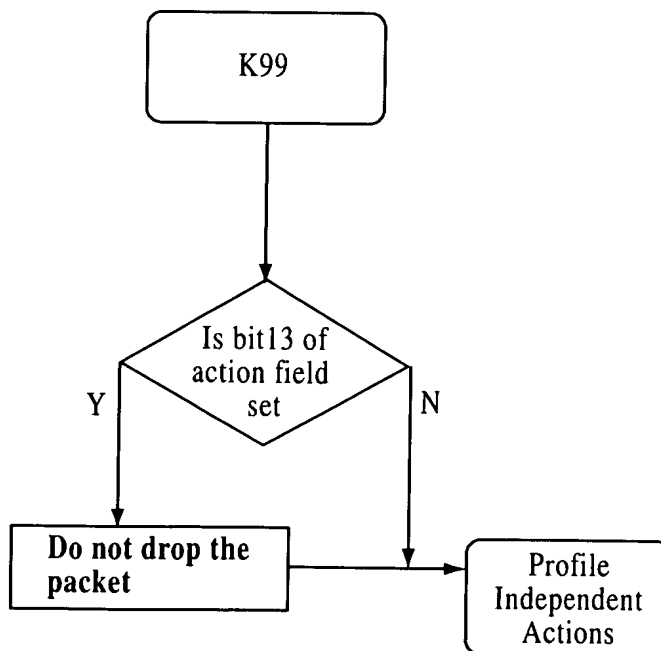 K99
Is bit13 of
action field
set
Y
N
Do not drop the
packet
Profile
Independent
Actions